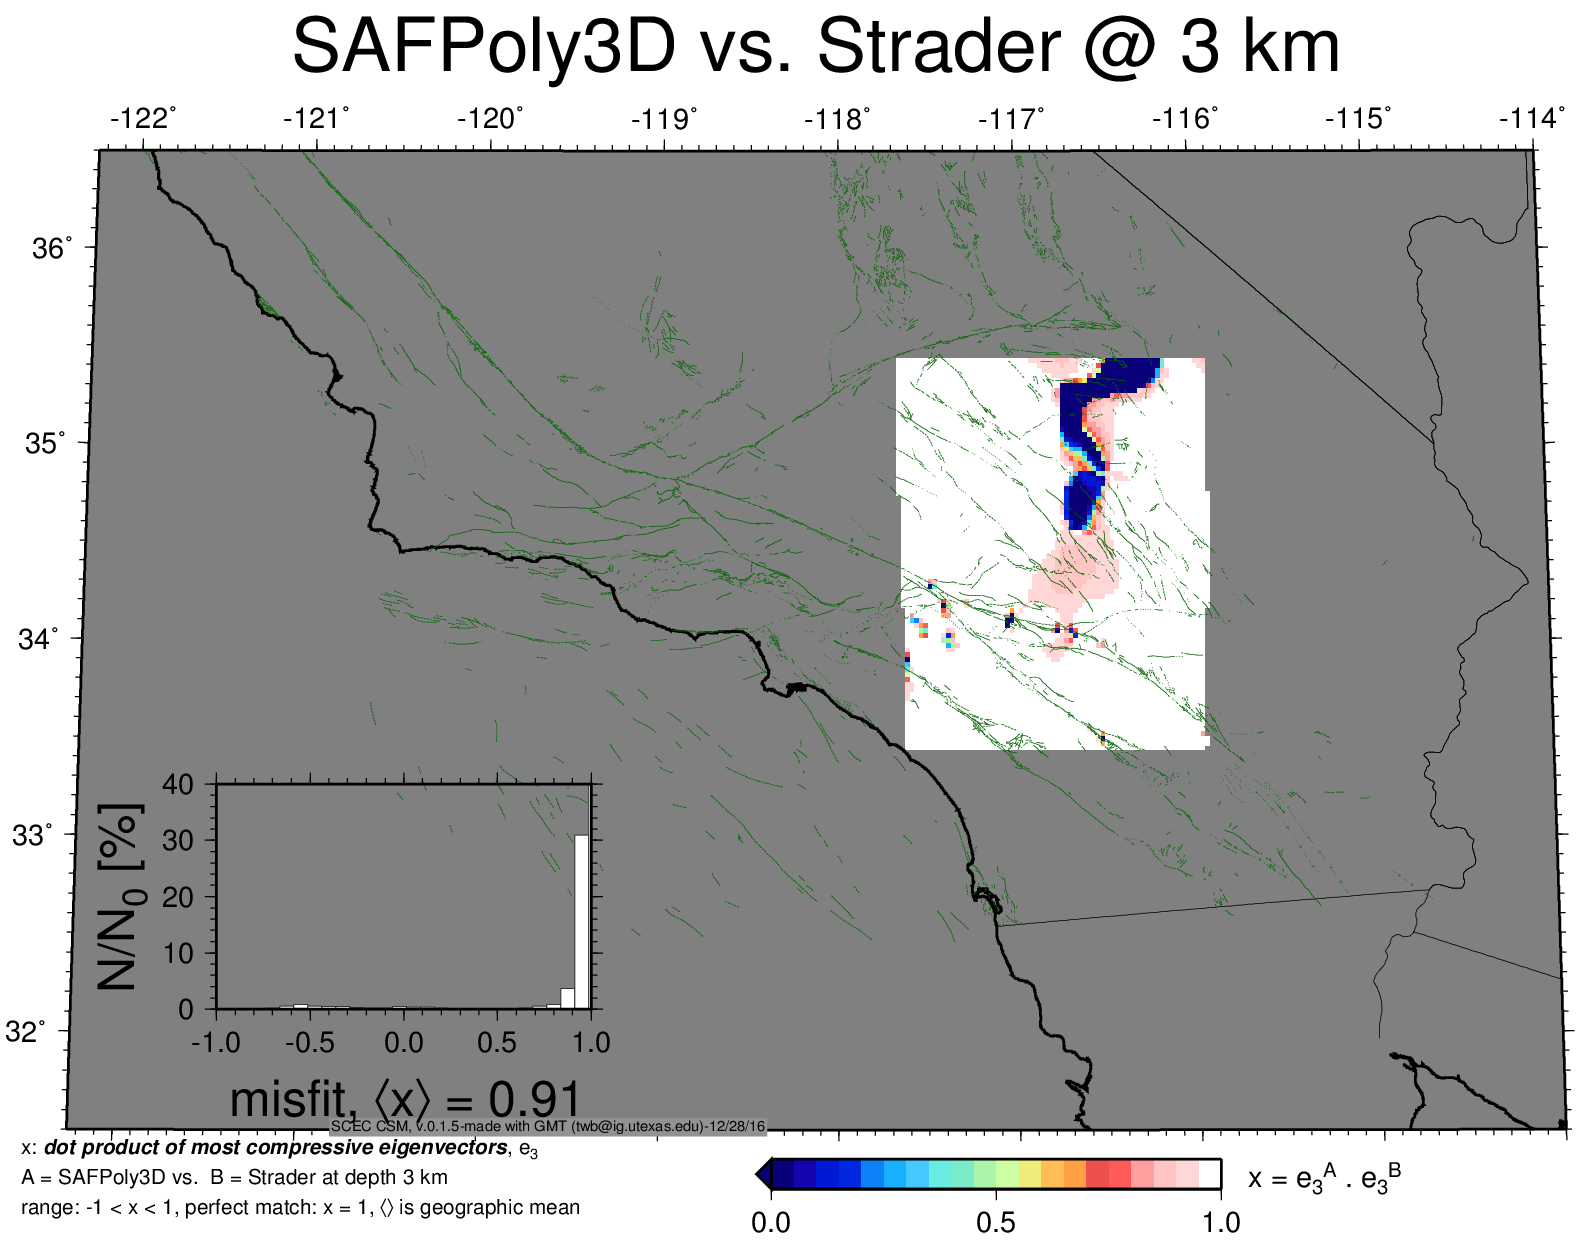 SAFPoly3D vs. Strader @ 3 km
-122° -121° -120° -119° -118° -117° -116° -115° -114°
36°
35°
34°
33°
32°
N/N0 [%]
40
30
20
10
0
-1.0 -0.5 0.0 0.5 1.0
misfit, ⟨x⟩ = 0.91
SCEC CSM, v.0.1.5-made with GMT (twb@ig.utexas.edu)-12/28/16
x: dot product of most compressive eigenvectors, e3
A = SAFPoly3D vs. B = Strader at depth 3 km
range: -1 < x < 1, perfect match: x = 1, ⟨⟩ is geographic mean
x = e3A . e3B
0.0 0.5 1.0